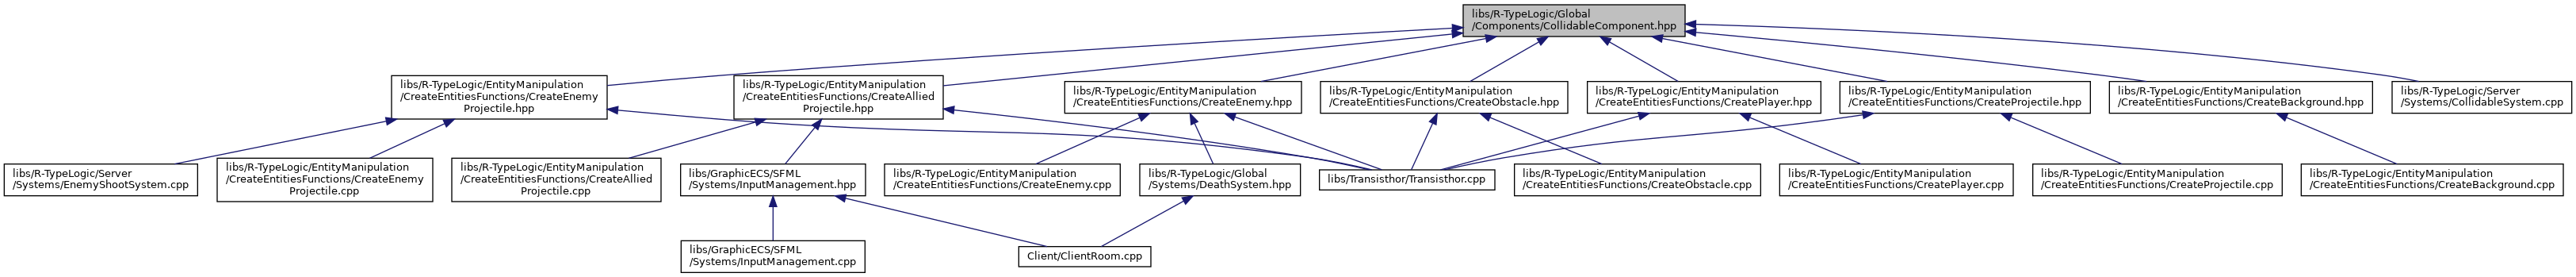 libs/R-TypeLogic/Global
/Components/CollidableComponent.hpp
libs/R-TypeLogic/EntityManipulation
/CreateEntitiesFunctions/CreateEnemy
Projectile.hpp
libs/R-TypeLogic/EntityManipulation
/CreateEntitiesFunctions/CreateAllied
Projectile.hpp
libs/R-TypeLogic/EntityManipulation
/CreateEntitiesFunctions/CreateEnemy.hpp
libs/R-TypeLogic/EntityManipulation
/CreateEntitiesFunctions/CreateObstacle.hpp
libs/R-TypeLogic/EntityManipulation
/CreateEntitiesFunctions/CreatePlayer.hpp
libs/R-TypeLogic/EntityManipulation
/CreateEntitiesFunctions/CreateProjectile.hpp
libs/R-TypeLogic/EntityManipulation
/CreateEntitiesFunctions/CreateBackground.hpp
libs/R-TypeLogic/Server
/Systems/CollidableSystem.cpp
libs/R-TypeLogic/Server
/Systems/EnemyShootSystem.cpp
libs/R-TypeLogic/EntityManipulation
/CreateEntitiesFunctions/CreateEnemy
Projectile.cpp
libs/R-TypeLogic/EntityManipulation
/CreateEntitiesFunctions/CreateAllied
Projectile.cpp
libs/GraphicECS/SFML
/Systems/InputManagement.hpp
libs/R-TypeLogic/EntityManipulation
/CreateEntitiesFunctions/CreateEnemy.cpp
libs/R-TypeLogic/Global
/Systems/DeathSystem.hpp
libs/Transisthor/Transisthor.cpp
libs/R-TypeLogic/EntityManipulation
/CreateEntitiesFunctions/CreateObstacle.cpp
libs/R-TypeLogic/EntityManipulation
/CreateEntitiesFunctions/CreatePlayer.cpp
libs/R-TypeLogic/EntityManipulation
/CreateEntitiesFunctions/CreateProjectile.cpp
libs/R-TypeLogic/EntityManipulation
/CreateEntitiesFunctions/CreateBackground.cpp
libs/GraphicECS/SFML
/Systems/InputManagement.cpp
Client/ClientRoom.cpp